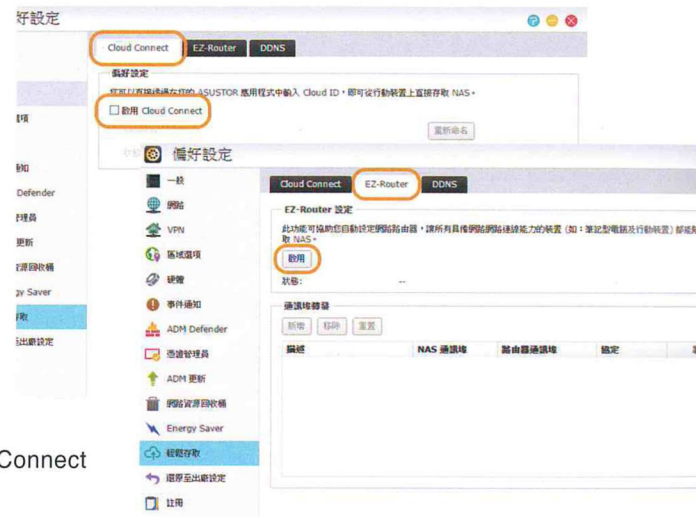 好設定
Cloud Connect
EZ-Router
DDNS
偏好設定
您可以直接透過在您的 ASUSTOR 應用程式中輸入 Cloud ID,即可從行動裝置上直接存取 NAS。
啟用 Cloud Connect
重新命名
選項
通知
Defender
管理員
更新
資源回收桶
gy Saver
存取
至出廠設定
偏好設定
一般
網路
VPN
區域選項
硬體
事件通知
ADM Defender
憑證管理員
ADM 更新
網路資源回收桶
Energy Saver
輕鬆存取
還原至出廠設定
註冊
Cloud Connect
EZ-Router
DDNS
EZ-Router 設定
此功能可協助您自動設定網路路由器,讓所有具備網際網路連線能力的裝置 (如:筆記型電腦及行動裝置) 都能
取 NAS。
啟用
狀態:
--
通訊埠轉發
新增
移除
重置
描述
NAS 通訊埠
路由器通訊埠
協定
Connect